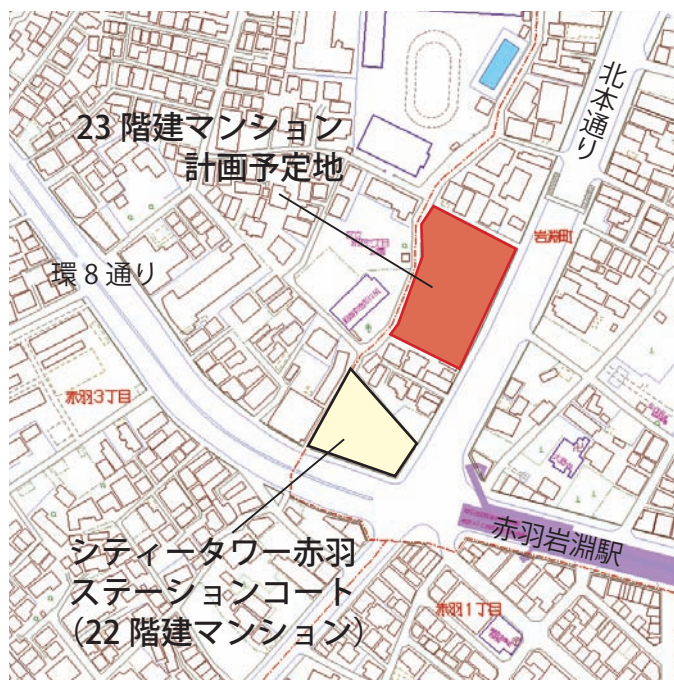 北本通り
23 階建マンション
計画予定地
岩淵町
環 8 通り
赤羽3丁目
赤羽岩淵駅
シティータワー赤羽
ステーションコート
(22 階建マンション)
赤羽1丁目